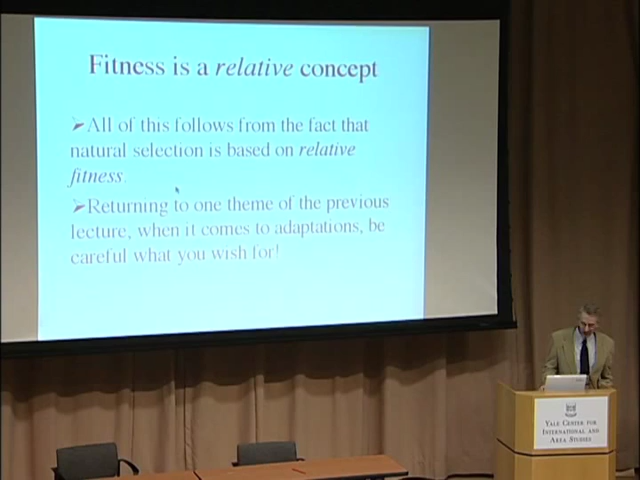 Fitness is a relative concept
➢All of this follows from the fact that
natural selection is based on relative
fitness.
➢Returning to one theme of the previous
lecture, when it comes to adaptations, be
careful what you wish for!
YALE CENTER FOR
INTERNATIONAL AND
AREA STUDIES